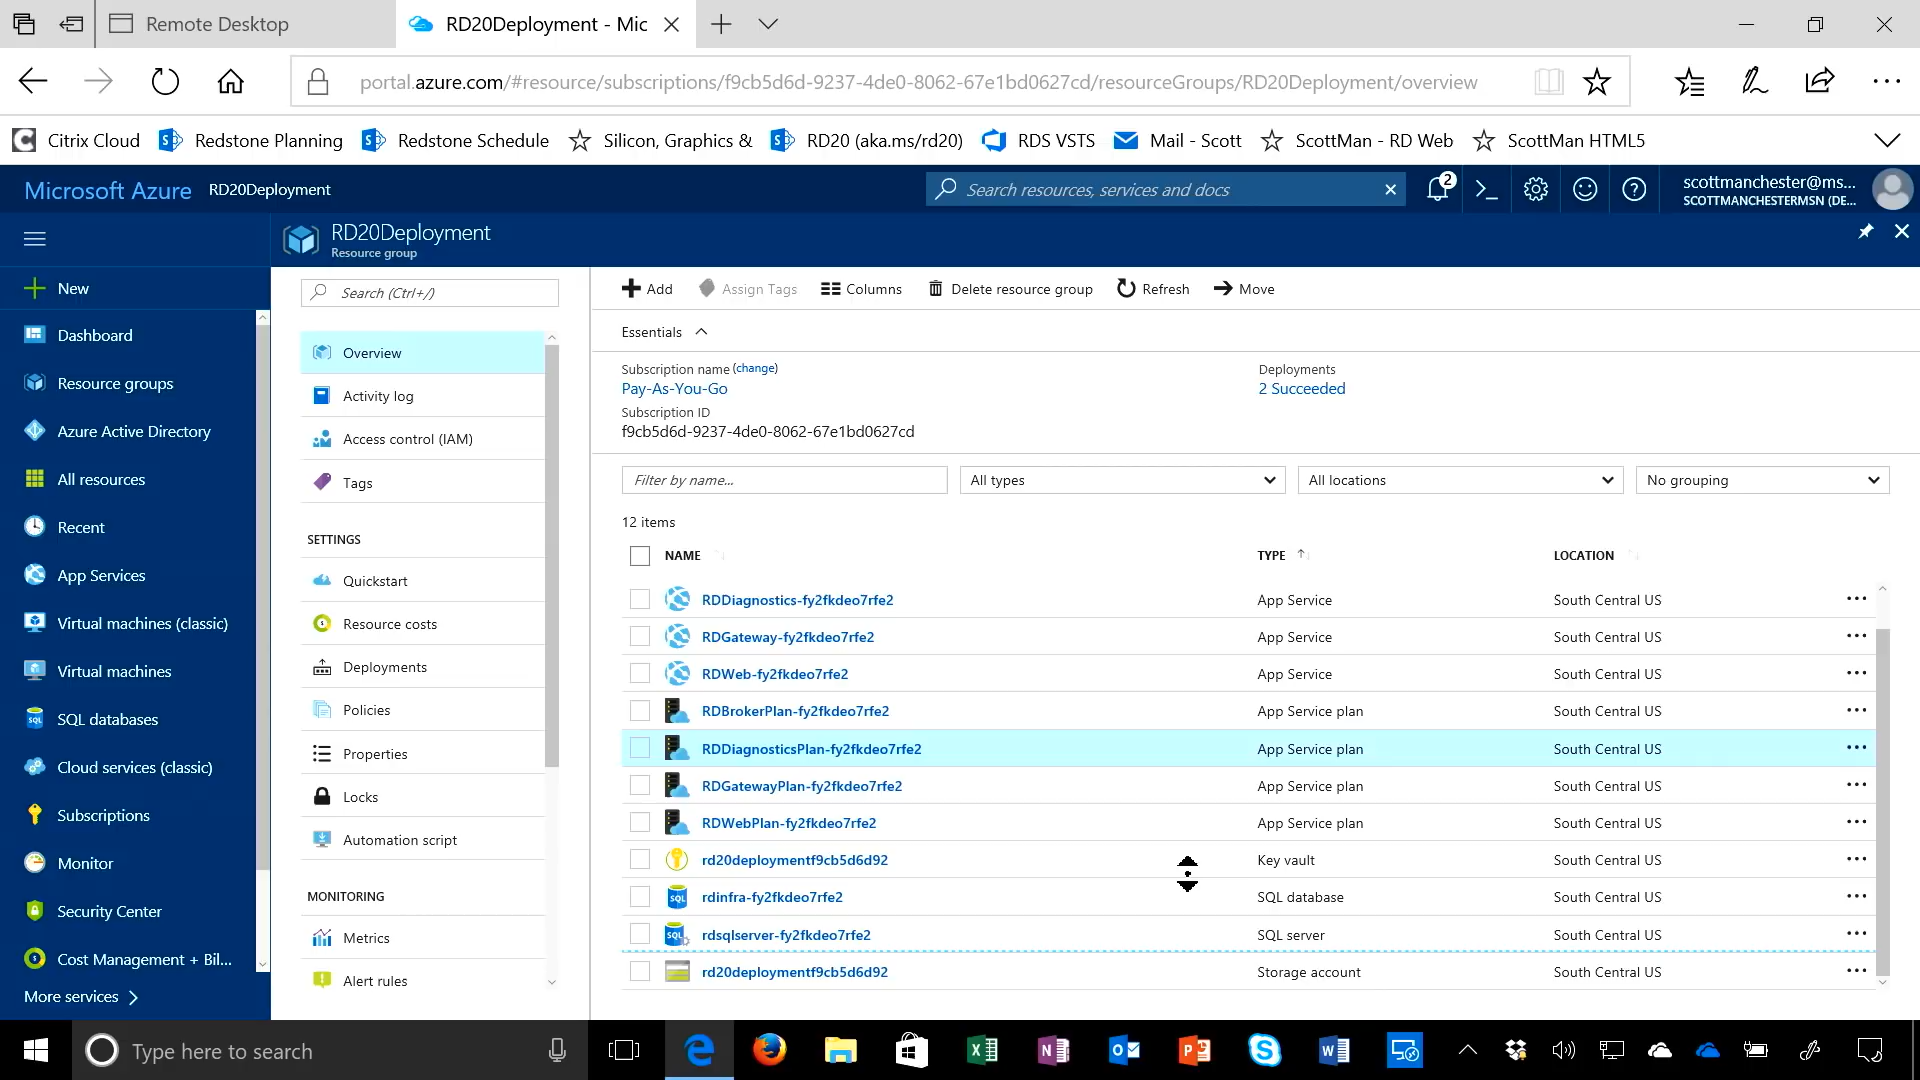 Remote Desktop
RD20Deployment - Mic
portal.azure.com/#resource/subscriptions/f9cb5d6d-9237-4de0-8062-67e1bd0627cd/resourceGroups/RD20Deployment/overview
Citrix Cloud
Redstone Planning
Redstone Schedule
Silicon, Graphics &
RD20 (aka.ms/rd20)
RDS VSTS
Mail - Scott
ScottMan - RD Web
ScottMan HTML5
Microsoft Azure
RD20Deployment
Search resources, services and docs
2
scottmanchester@ms...
SCOTTMANCHESTERMSN (DE...
RD20Deployment
Resource group
New
Dashboard
Resource groups
Azure Active Directory
All resources
Recent
App Services
Virtual machines (classic)
Virtual machines
SQL databases
Cloud services (classic)
Subscriptions
Monitor
Security Center
Cost Management + Bil...
More services
Search (Ctrl+/)
Overview
Activity log
Access control (IAM)
Tags
SETTINGS
Quickstart
Resource costs
Deployments
Policies
Properties
Locks
Automation script
MONITORING
Metrics
Alert rules
Add
Assign Tags
Columns
Delete resource group
Refresh
Move
Essentials
Subscription name (change)
Pay-As-You-Go
Deployments
2 Succeeded
Subscription ID
f9cb5d6d-9237-4de0-8062-67e1bd0627cd
Filter by name...
All types
All locations
No grouping
12 items
NAME TYPE LOCATION
RDDiagnostics-fy2fkdeo7rfe2 App Service South Central US
RDGateway-fy2fkdeo7rfe2 App Service South Central US
RDWeb-fy2fkdeo7rfe2 App Service South Central US
RDBrokerPlan-fy2fkdeo7rfe2 App Service plan South Central US
RDDiagnosticsPlan-fy2fkdeo7rfe2 App Service plan South Central US
RDGatewayPlan-fy2fkdeo7rfe2 App Service plan South Central US
RDWebPlan-fy2fkdeo7rfe2 App Service plan South Central US
rd20deploymentf9cb5d6d92 Key vault South Central US
rdinfra-fy2fkdeo7rfe2 SQL database South Central US
rdsqlserver-fy2fkdeo7rfe2 SQL server South Central US
rd20deploymentf9cb5d6d92 Storage account South Central US
Type here to search